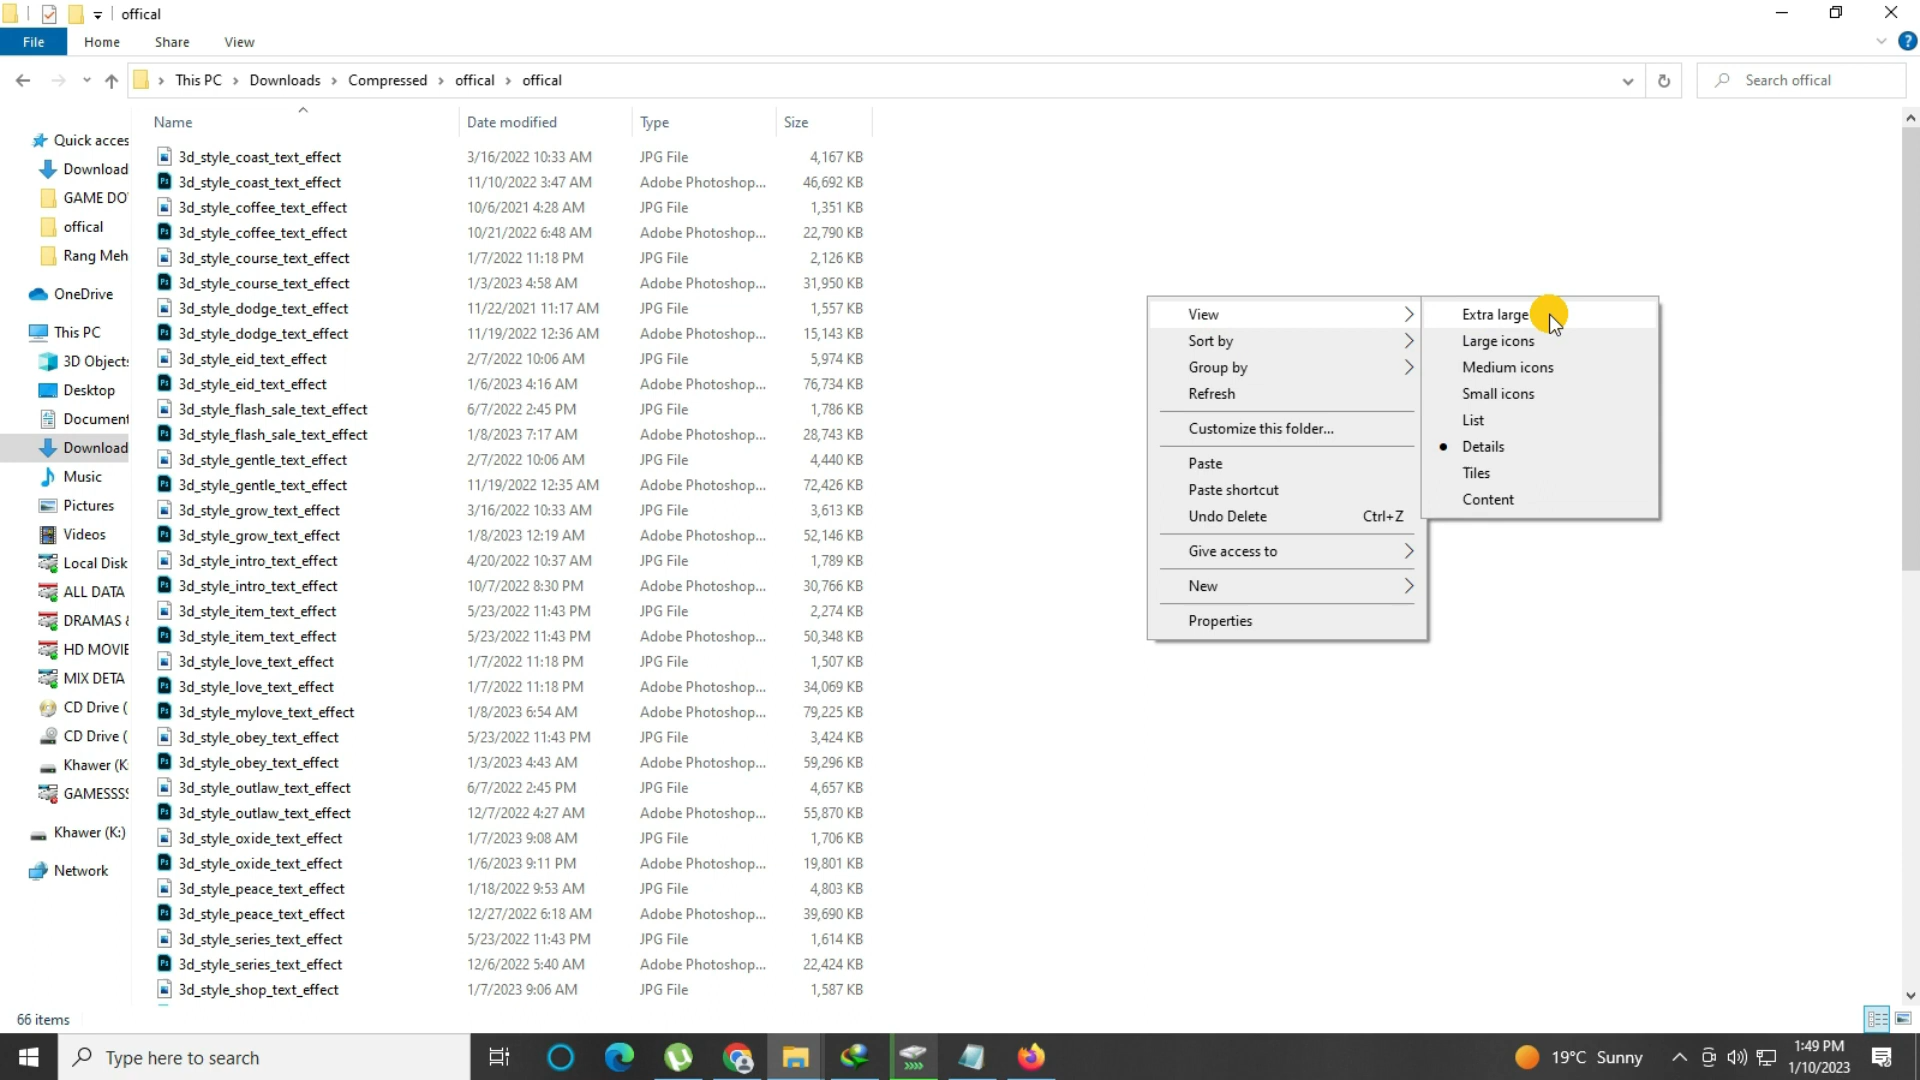 offical
File Home Share View
This PC Downloads Compressed offical offical
Search offical
Name Date modified Type Size
3d_style_coast_text_effect 3/16/2022 10:33 AM JPG File 4,167 KB
3d_style_coast_text_effect 11/10/2022 3:47 AM Adobe Photoshop... 46,692 KB
3d_style_coffee_text_effect 10/6/2021 4:28 AM JPG File 1,351 KB
3d_style_coffee_text_effect 10/21/2022 6:48 AM Adobe Photoshop... 22,790 KB
3d_style_course_text_effect 1/7/2022 11:18 PM JPG File 2,126 KB
3d_style_course_text_effect 1/3/2023 4:58 AM Adobe Photoshop... 31,950 KB
3d_style_dodge_text_effect 11/22/2021 11:17 AM JPG File 1,557 KB
3d_style_dodge_text_effect 11/19/2022 12:36 AM Adobe Photoshop... 15,143 KB
3d_style_eid_text_effect 2/7/2022 10:06 AM JPG File 5,974 KB
3d_style_eid_text_effect 1/6/2023 4:16 AM Adobe Photoshop... 76,734 KB
3d_style_flash_sale_text_effect 6/7/2022 2:45 PM JPG File 1,786 KB
3d_style_flash_sale_text_effect 1/8/2023 7:17 AM Adobe Photoshop... 28,743 KB
3d_style_gentle_text_effect 2/7/2022 10:06 AM JPG File 4,440 KB
3d_style_gentle_text_effect 11/19/2022 12:35 AM Adobe Photoshop... 72,426 KB
3d_style_grow_text_effect 3/16/2022 10:33 AM JPG File 3,613 KB
3d_style_grow_text_effect 1/8/2023 12:19 AM Adobe Photoshop... 52,146 KB
3d_style_intro_text_effect 4/20/2022 10:37 AM JPG File 1,789 KB
3d_style_intro_text_effect 10/7/2022 8:30 PM Adobe Photoshop... 30,766 KB
3d_style_item_text_effect 5/23/2022 11:43 PM JPG File 2,274 KB
3d_style_item_text_effect 5/23/2022 11:43 PM Adobe Photoshop... 50,348 KB
3d_style_love_text_effect 1/7/2022 11:18 PM JPG File 1,507 KB
3d_style_love_text_effect 1/7/2022 11:18 PM Adobe Photoshop... 34,069 KB
3d_style_mylove_text_effect 1/8/2023 6:54 AM Adobe Photoshop... 79,225 KB
3d_style_obey_text_effect 5/23/2022 11:43 PM JPG File 3,424 KB
3d_style_obey_text_effect 1/3/2023 4:43 AM Adobe Photoshop... 59,296 KB
3d_style_outlaw_text_effect 6/7/2022 2:45 PM JPG File 4,657 KB
3d_style_outlaw_text_effect 12/7/2022 4:27 AM Adobe Photoshop... 55,870 KB
3d_style_oxide_text_effect 1/7/2023 9:08 AM JPG File 1,706 KB
3d_style_oxide_text_effect 1/6/2023 9:11 PM Adobe Photoshop... 19,801 KB
3d_style_peace_text_effect 1/18/2022 9:53 AM JPG File 4,803 KB
3d_style_peace_text_effect 12/27/2022 6:18 AM Adobe Photoshop... 39,690 KB
3d_style_series_text_effect 5/23/2022 11:43 PM JPG File 1,614 KB
3d_style_series_text_effect 12/6/2022 5:40 AM Adobe Photoshop... 22,424 KB
3d_style_shop_text_effect 1/7/2023 9:06 AM JPG File 1,587 KB
Quick acces
Download
GAME DO
offical
Rang Meh
OneDrive
This PC
3D Object
Desktop
Document
Download
Music
Pictures
Videos
Local Disk
ALL DATA
DRAMAS &
HD MOVIE
MIX DETA
CD Drive (
CD Drive (
Khawer (K
GAMESSSS
Khawer (K:)
Network
View
Sort by
Group by
Refresh
Customize this folder...
Paste
Paste shortcut
Undo Delete Ctrl+Z
Give access to
New
Properties
Extra large
Large icons
Medium icons
Small icons
List
Details
Tiles
Content
66 items
Type here to search
19°C Sunny
1:49 PM
1/10/2023